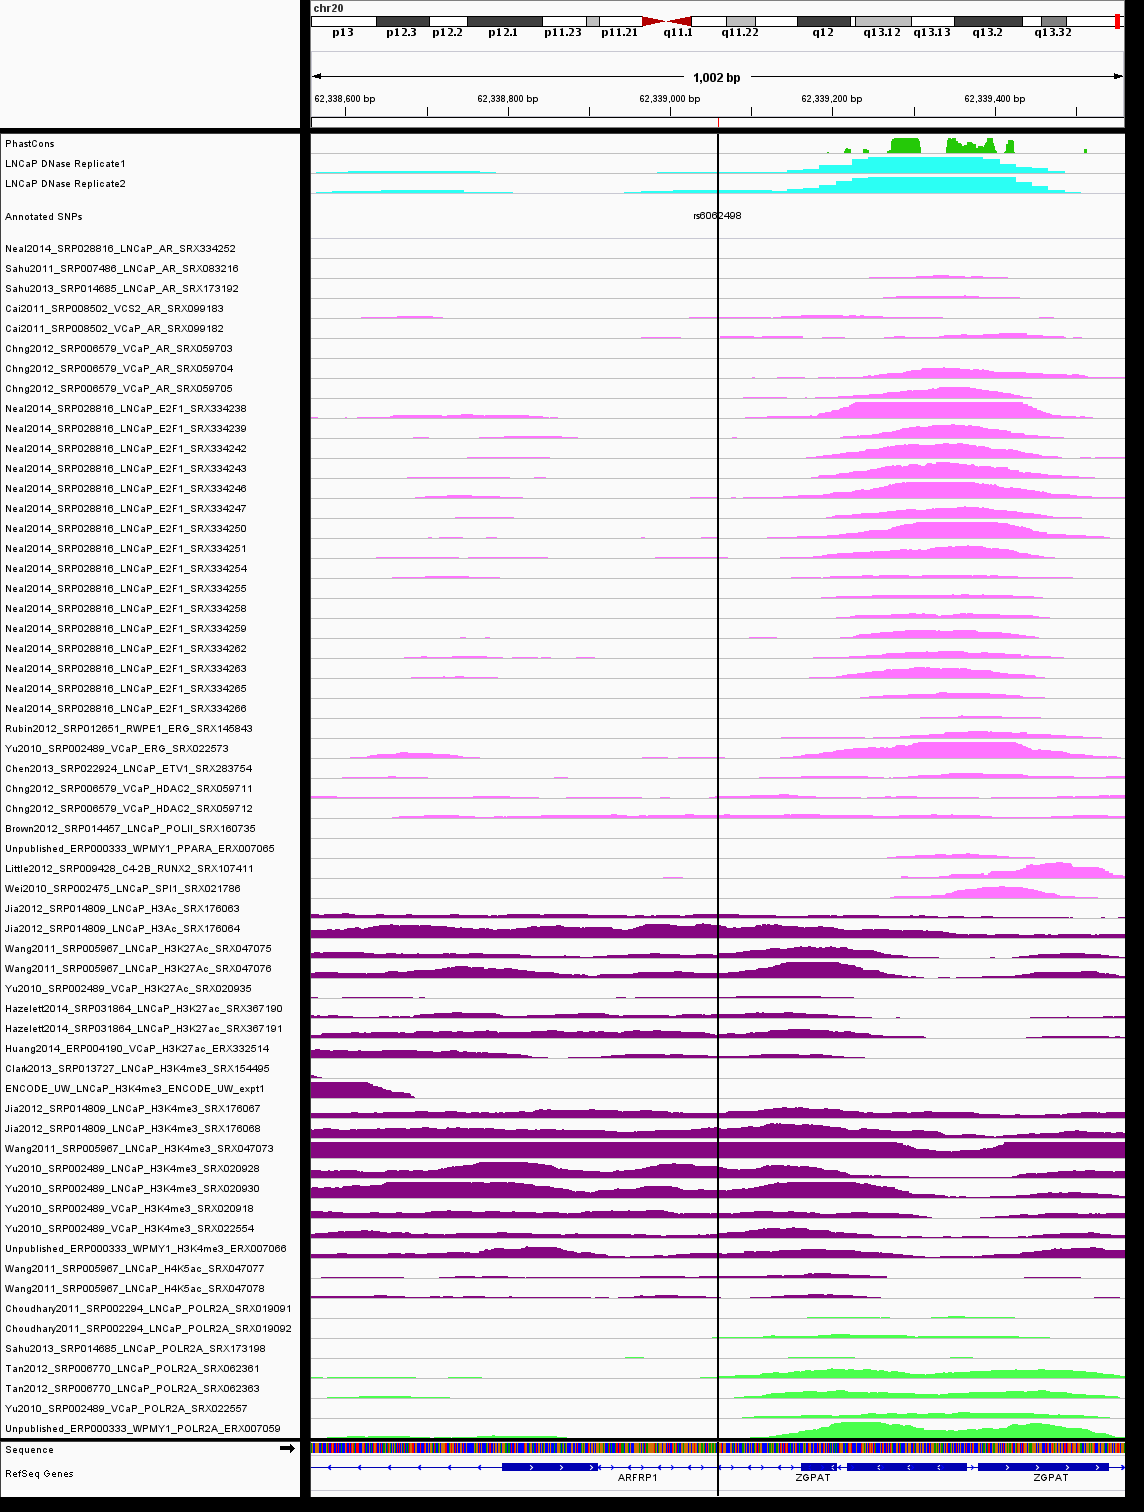 chr20
p13 p12.3 p12.2 p12.1 p11.23 p11.21 q11.1 q11.22 q12 q13.12 q13.13 q13.2 q13.32
1,002 bp
62,338,600 bp 62,338,800 bp 62,339,000 bp 62,339,200 bp 62,339,400 bp
PhastCons
LNCaP DNase Replicate1
LNCaP DNase Replicate2
Annotated SNPs rs6062498
Neal2014_SRP028816_LNCaP_AR_SRX334252
Sahu2011_SRP007486_LNCaP_AR_SRX083216
Sahu2013_SRP014685_LNCaP_AR_SRX173192
Cai2011_SRP008502_VCS2_AR_SRX099183
Cai2011_SRP008502_VCaP_AR_SRX099182
Chng2012_SRP006579_VCaP_AR_SRX059703
Chng2012_SRP006579_VCaP_AR_SRX059704
Chng2012_SRP006579_VCaP_AR_SRX059705
Neal2014_SRP028816_LNCaP_E2F1_SRX334238
Neal2014_SRP028816_LNCaP_E2F1_SRX334239
Neal2014_SRP028816_LNCaP_E2F1_SRX334242
Neal2014_SRP028816_LNCaP_E2F1_SRX334243
Neal2014_SRP028816_LNCaP_E2F1_SRX334246
Neal2014_SRP028816_LNCaP_E2F1_SRX334247
Neal2014_SRP028816_LNCaP_E2F1_SRX334250
Neal2014_SRP028816_LNCaP_E2F1_SRX334251
Neal2014_SRP028816_LNCaP_E2F1_SRX334254
Neal2014_SRP028816_LNCaP_E2F1_SRX334255
Neal2014_SRP028816_LNCaP_E2F1_SRX334258
Neal2014_SRP028816_LNCaP_E2F1_SRX334259
Neal2014_SRP028816_LNCaP_E2F1_SRX334262
Neal2014_SRP028816_LNCaP_E2F1_SRX334263
Neal2014_SRP028816_LNCaP_E2F1_SRX334265
Neal2014_SRP028816_LNCaP_E2F1_SRX334266
Rubin2012_SRP012651_RWPE1_ERG_SRX145843
Yu2010_SRP002489_VCaP_ERG_SRX022573
Chen2013_SRP022924_LNCaP_ETV1_SRX283754
Chng2012_SRP006579_VCaP_HDAC2_SRX059711
Chng2012_SRP006579_VCaP_HDAC2_SRX059712
Brown2012_SRP014457_LNCaP_POLII_SRX160735
Unpublished_ERP000333_WPMY1_PPARA_ERX007065
Little2012_SRP009428_C4-2B_RUNX2_SRX107411
Wei2010_SRP002475_LNCaP_SPI1_SRX021786
Jia2012_SRP014809_LNCaP_H3Ac_SRX176063
Jia2012_SRP014809_LNCaP_H3Ac_SRX176064
Wang2011_SRP005967_LNCaP_H3K27Ac_SRX047075
Wang2011_SRP005967_LNCaP_H3K27Ac_SRX047076
Yu2010_SRP002489_VCaP_H3K27Ac_SRX020935
Hazelett2014_SRP031864_LNCaP_H3K27ac_SRX367190
Hazelett2014_SRP031864_LNCaP_H3K27ac_SRX367191
Huang2014_ERP004190_VCaP_H3K27ac_ERX332514
Clark2013_SRP013727_LNCaP_H3K4me3_SRX154495
ENCODE_UW_LNCaP_H3K4me3_ENCODE_UW_expt1
Jia2012_SRP014809_LNCaP_H3K4me3_SRX176067
Jia2012_SRP014809_LNCaP_H3K4me3_SRX176068
Wang2011_SRP005967_LNCaP_H3K4me3_SRX047073
Yu2010_SRP002489_LNCaP_H3K4me3_SRX020928
Yu2010_SRP002489_LNCaP_H3K4me3_SRX020930
Yu2010_SRP002489_VCaP_H3K4me3_SRX020918
Yu2010_SRP002489_VCaP_H3K4me3_SRX022554
Unpublished_ERP000333_WPMY1_H3K4me3_ERX007066
Wang2011_SRP005967_LNCaP_H4K5ac_SRX047077
Wang2011_SRP005967_LNCaP_H4K5ac_SRX047078
Choudhary2011_SRP002294_LNCaP_POLR2A_SRX019091
Choudhary2011_SRP002294_LNCaP_POLR2A_SRX019092
Sahu2013_SRP014685_LNCaP_POLR2A_SRX173198
Tan2012_SRP006770_LNCaP_POLR2A_SRX062361
Tan2012_SRP006770_LNCaP_POLR2A_SRX062363
Yu2010_SRP002489_VCaP_POLR2A_SRX022557
Unpublished_ERP000333_WPMY1_POLR2A_ERX007059
Sequence
RefSeq Genes ARFRP1 ZGPAT ZGPAT